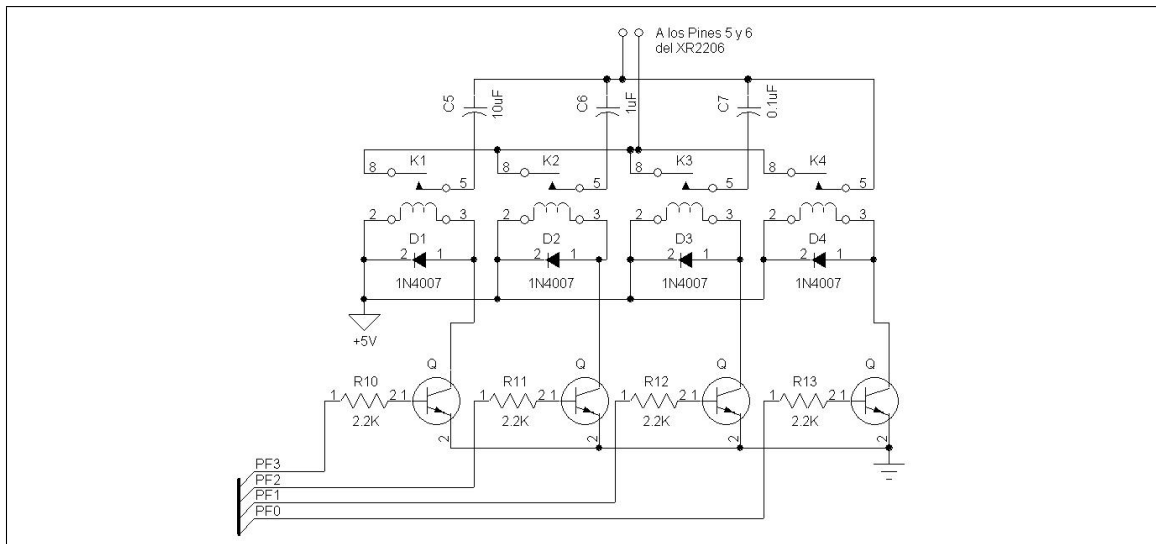 A los Pines 5 y 6
del XR2206
C5
10uF
C6
1uF
C7
0.1uF
8
K1
5
8
K2
5
8
K3
5
8
K4
5
2
3
2
3
2
3
2
3
D1
D2
D3
D4
2
1
2
1
2
1
2
1
1N4007
1N4007
1N4007
1N4007
+5V
R10
Q
R11
Q
R12
Q
R13
Q
1
2
1
1
2
1
1
2
1
1
2
1
2.2K
2.2K
2.2K
2.2K
2
2
2
2
PF3
PF2
PF1
PF0